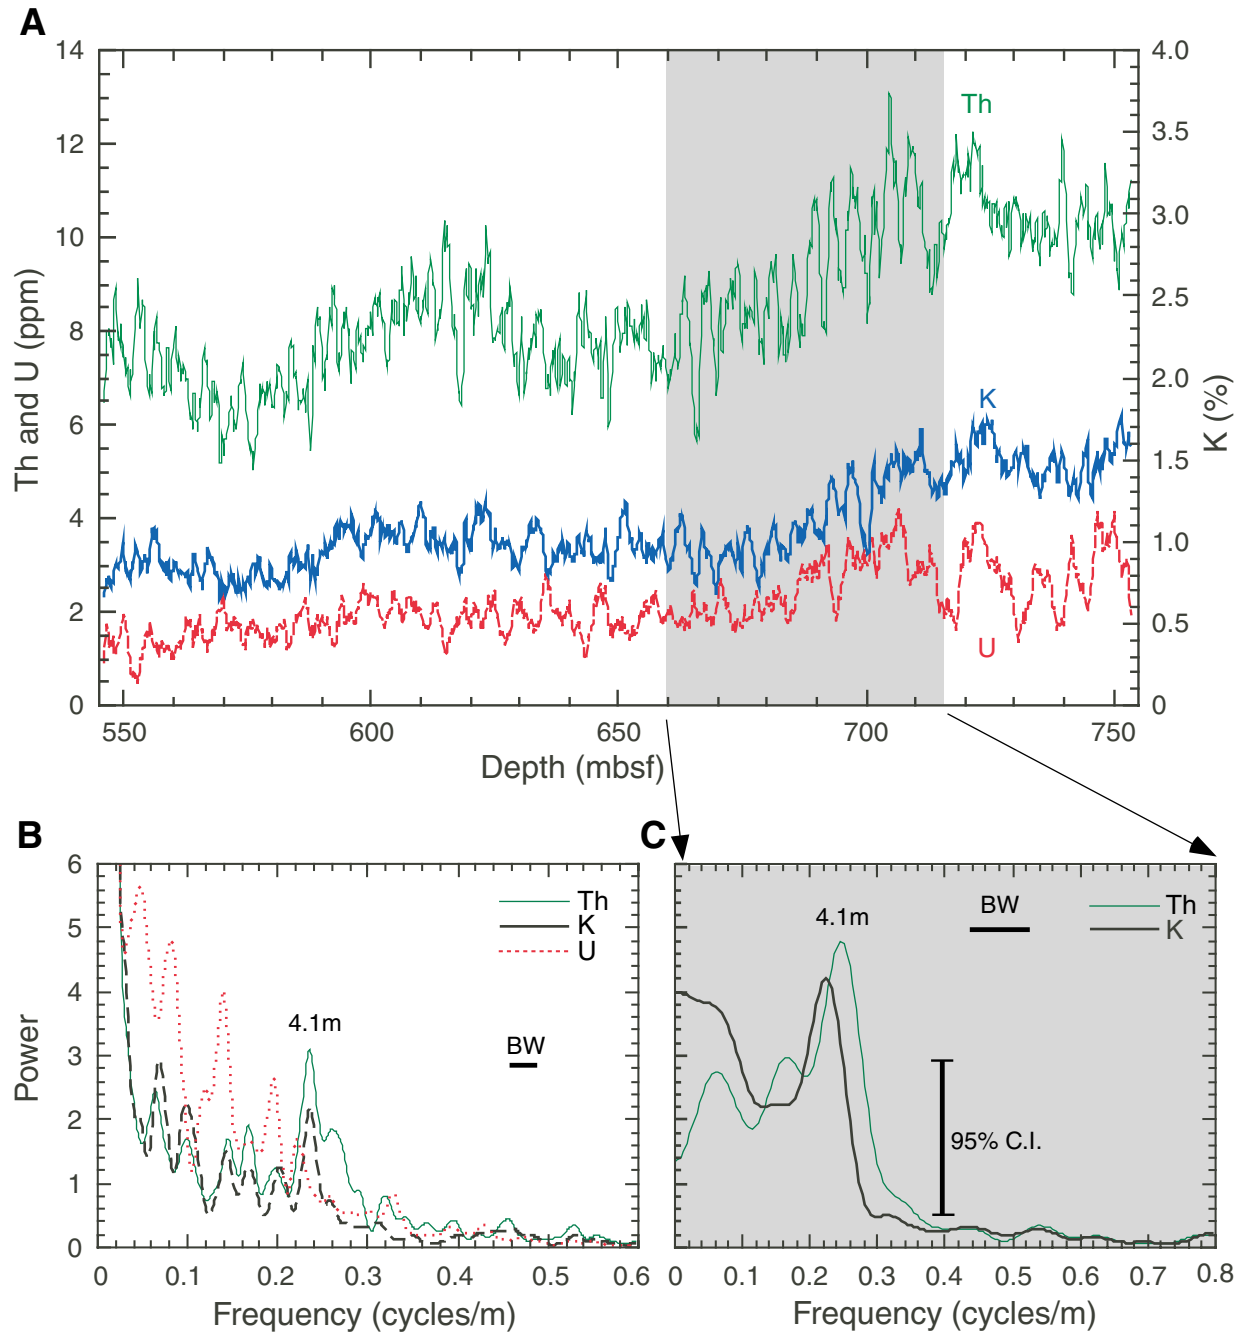 A
14
12
10
8
6
4
2
0
Th and U (ppm)
4.0
3.5
3.0
2.5
2.0
1.5
1.0
0.5
0
K (%)
Th
K
U
550
600
650
700
750
Depth (mbsf)
B
6
5
4
3
2
1
0
Power
Th
K
U
4.1m
BW
0
0.1
0.2
0.3
0.4
0.5
0.6
Frequency (cycles/m)
C
BW
Th
K
4.1m
95% C.I.
0
0.1
0.2
0.3
0.4
0.5
0.6
0.7
0.8
Frequency (cycles/m)